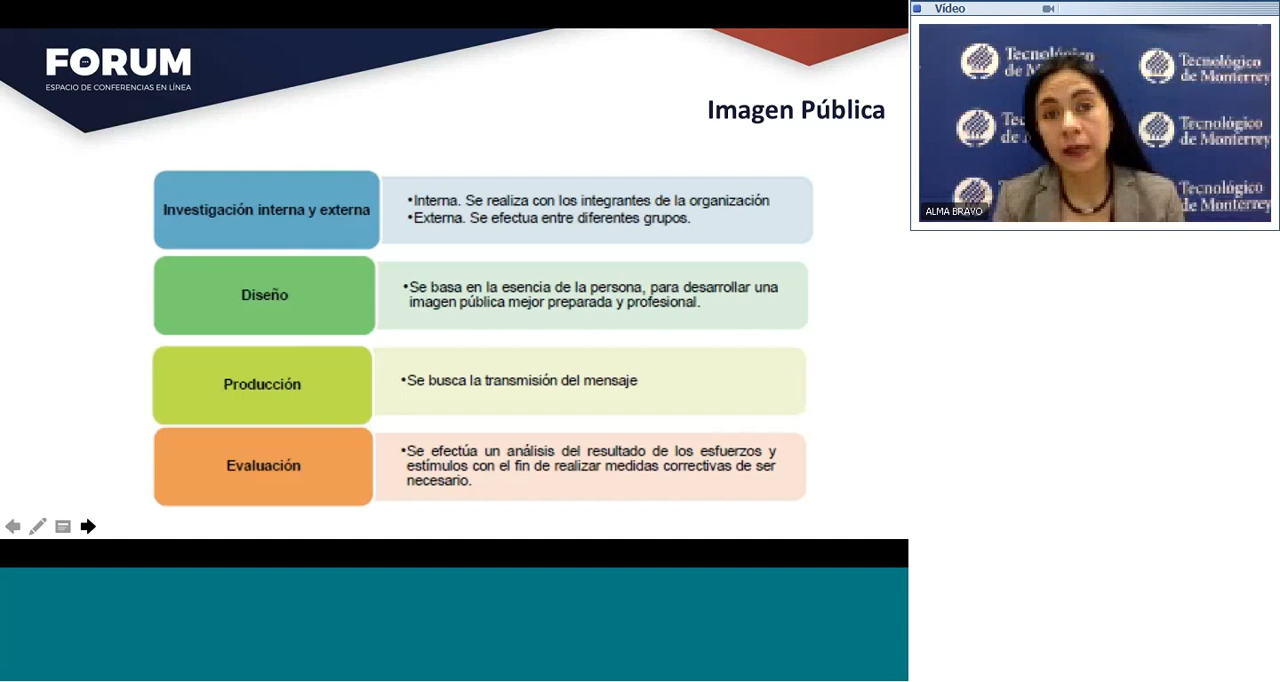 FORUM
ESPACIO DE CONFERENCIAS EN LÍNEA
Imagen Pública
Investigación interna y externa
•Interna. Se realiza con los integrantes de la organización
•Externa. Se efectua entre diferentes grupos.
Diseño
•Se basa en la esencia de la persona, para desarrollar una
imagen pública mejor preparada y profesional.
Producción
•Se busca la transmisión del mensaje
Evaluación
•Se efectúa un análisis del resultado de los esfuerzos y
estímulos con el fin de realizar medidas correctivas de ser
necesario.
Vídeo
Tecnológico
de M
Tecnológico
de Monterrey
Tec
de
Tecnológico
de Monterrey
Tecnológico
de Monterrey
ALMA BRAVO